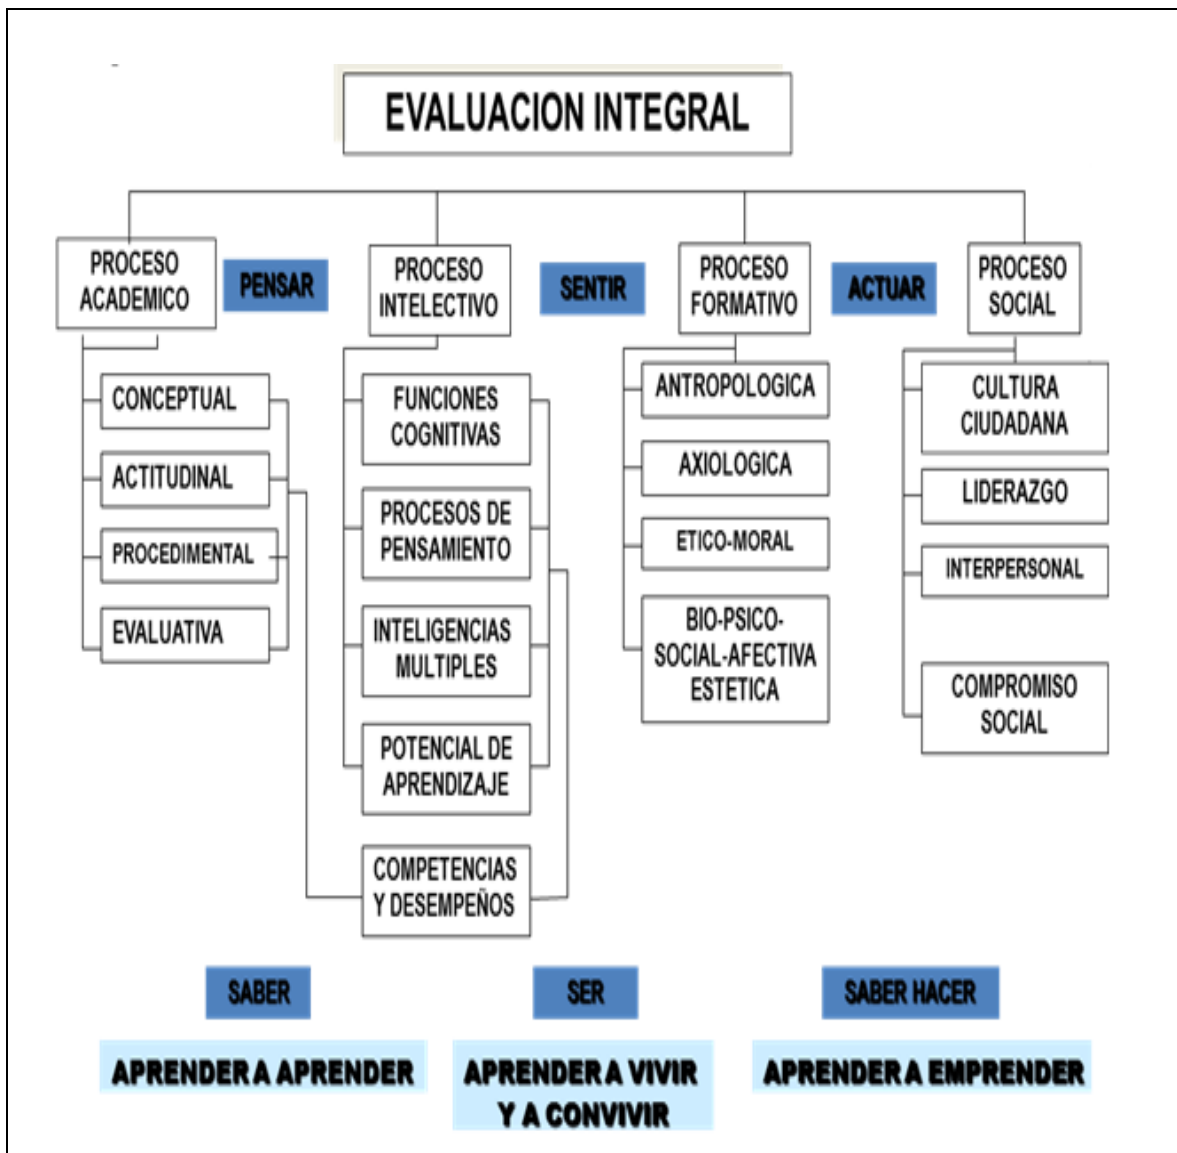 EVALUACION INTEGRAL
PROCESO
ACADEMICO
PENSAR
PROCESO
INTELECTIVO
SENTIR
PROCESO
FORMATIVO
ACTUAR
PROCESO
SOCIAL
CONCEPTUAL
ACTITUDINAL
PROCEDIMENTAL
EVALUATIVA
FUNCIONES
COGNITIVAS
PROCESOS DE
PENSAMIENTO
INTELIGENCIAS
MULTIPLES
POTENCIAL DE
APRENDIZAJE
COMPETENCIAS
Y DESEMPEÑOS
ANTROPOLOGICA
AXIOLOGICA
ETICO-MORAL
BIO-PSICO-
SOCIAL-AFECTIVA
ESTETICA
CULTURA
CIUDADANA
LIDERAZGO
INTERPERSONAL
COMPROMISO
SOCIAL
SABER
SER
SABER HACER
APRENDER A APRENDER
APRENDER A VIVIR
Y A CONVIVIR
APRENDER A EMPRENDER